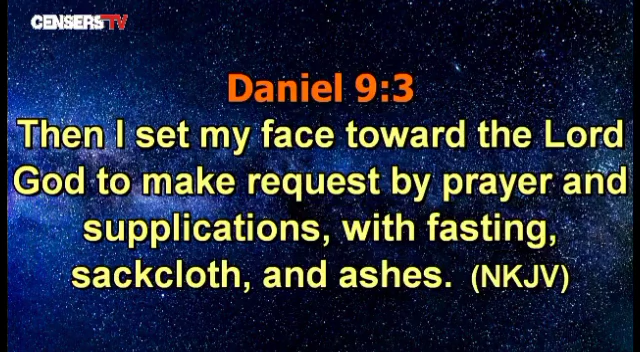 CENSERSTV
Daniel 9:3
Then I set my face toward the Lord
God to make request by prayer and
supplications, with fasting,
sackcloth, and ashes. (NKJV)